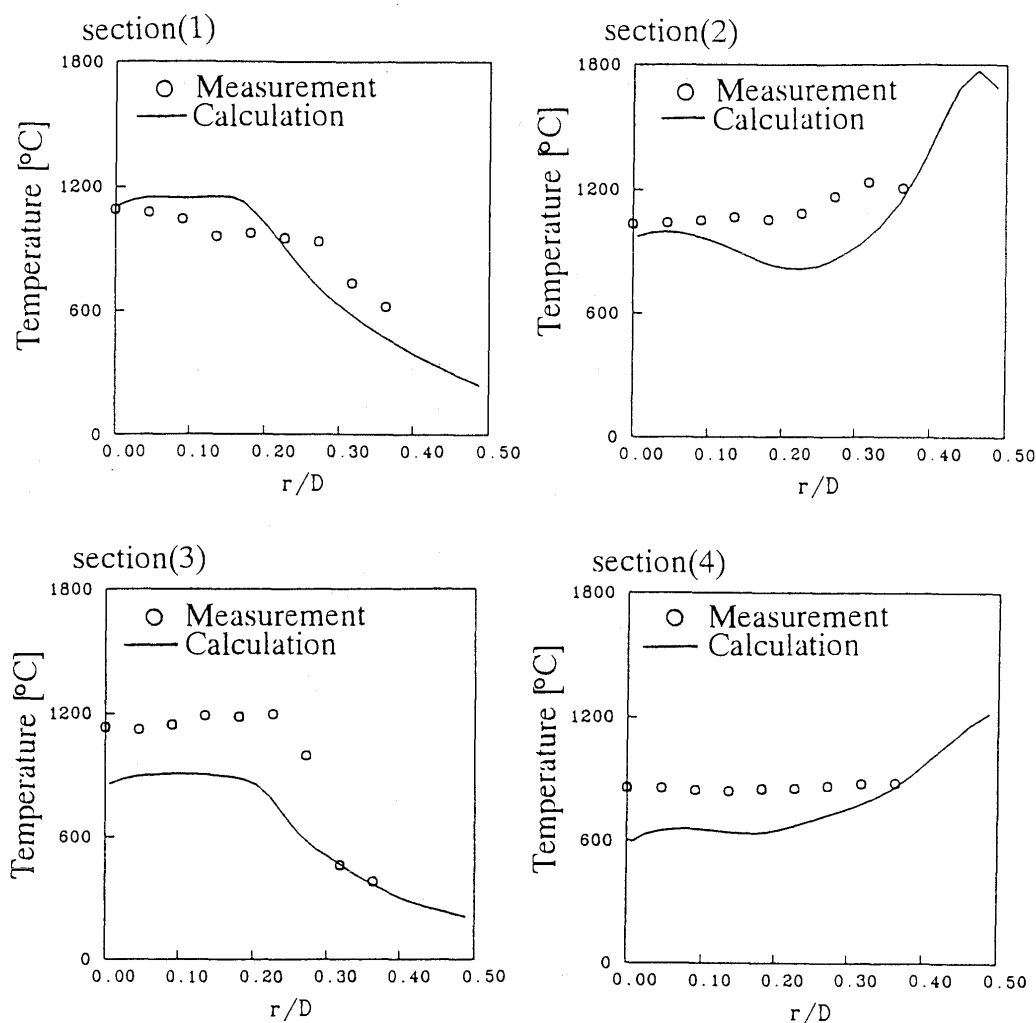 section(1)
1800
1200
600
0
Temperature [°C]
Measurement
Calculation
0.00 0.10 0.20 0.30 0.40 0.50
r/D
section(2)
1800
1200
600
0
Temperature [°C]
Measurement
Calculation
0.00 0.10 0.20 0.30 0.40 0.50
r/D
section(3)
1800
1200
600
0
Temperature [°C]
Measurement
Calculation
0.00 0.10 0.20 0.30 0.40 0.50
r/D
section(4)
1800
1200
600
0
Temperature [°C]
Measurement
Calculation
0.00 0.10 0.20 0.30 0.40 0.50
r/D